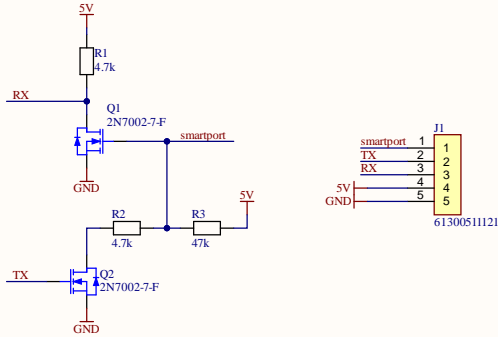 5V
R1
4.7k
RX
Q1
2N7002-7-F
smartport
GND
R2
4.7k
R3
47k
5V
TX
Q2
2N7002-7-F
GND
J1
smartport 1 1
TX 2 2
RX 3 3
5V 4 4
GND 5 5
61300511121